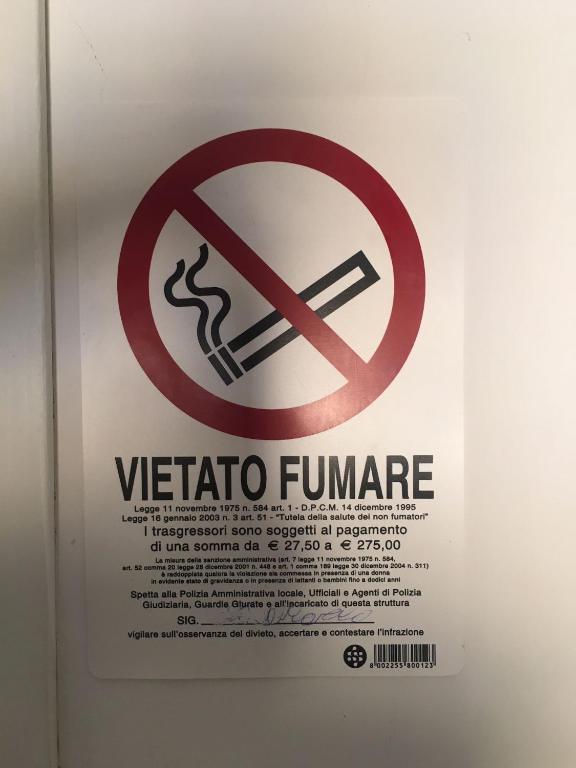 VIETATO FUMARE
Legge 11 novembre 1975 n. 584 art. 1 - D.P.C.M. 14 dicembre 1995
Legge 16 gennaio 2003 n. 3 art. 51 - "Tutela della salute dei non fumatori"
I trasgressori sono soggetti al pagamento
di una somma da € 27,50 a € 275,00
La misura della sanzione amministrativa (art. 7 legge 11 novembre 1975 n. 584,
art. 52 comma 20 legge 28 dicembre 2001 n. 448 e art. 1 comma 189 legge 30 dicembre 2004 n. 311)
è raddoppiata qualora la violazione sia commessa in presenza di una donna
in evidente stato di gravidanza o in presenza di lattanti o bambini fino a dodici anni
Spetta alla Polizia Amministrativa locale, Ufficiali e Agenti di Polizia
Giudiziaria, Guardie Giurate e all'incaricato di questa struttura
SIG.
vigilare sull'osservanza del divieto, accertare e contestare l'infrazione
8 002255 800123